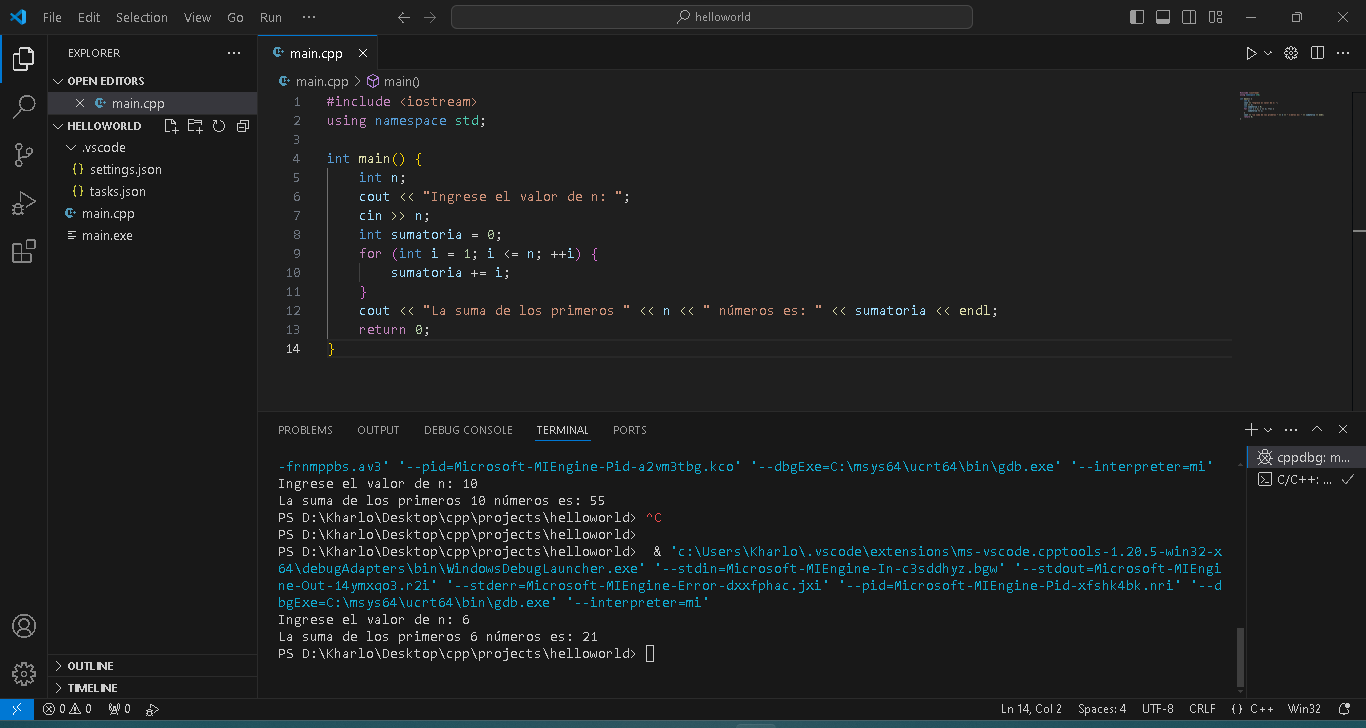 File Edit Selection View Go Run ··· helloworld
EXPLORER ···
OPEN EDITORS
main.cpp
HELLOWORLD
.vscode
{} settings.json
{} tasks.json
main.cpp
main.exe
OUTLINE
TIMELINE
main.cpp
main.cpp > main()
1 #include <iostream>
2 using namespace std;
3
4 int main() {
5 int n;
6 cout << "Ingrese el valor de n: ";
7 cin >> n;
8 int sumatoria = 0;
9 for (int i = 1; i <= n; ++i) {
10 sumatoria += i;
11 }
12 cout << "La suma de los primeros " << n << " números es: " << sumatoria << endl;
13 return 0;
14 }
PROBLEMS OUTPUT DEBUG CONSOLE TERMINAL PORTS
-frnmppbs.av3' '--pid=Microsoft-MIEngine-Pid-a2vm3tbg.kco' '--dbgExe=C:\msys64\ucrt64\bin\gdb.exe' '--interpreter=mi'
Ingrese el valor de n: 10
La suma de los primeros 10 números es: 55
PS D:\Kharlo\Desktop\cpp\projects\helloworld> ^C
PS D:\Kharlo\Desktop\cpp\projects\helloworld>
PS D:\Kharlo\Desktop\cpp\projects\helloworld> & 'c:\Users\Kharlo\.vscode\extensions\ms-vscode.cpptools-1.20.5-win32-x
64\debugAdapters\bin\WindowsDebugLauncher.exe' '--stdin=Microsoft-MIEngine-In-c3sddhyz.bgw' '--stdout=Microsoft-MIEngi
ne-Out-14ymxqo3.r2i' '--stderr=Microsoft-MIEngine-Error-dxxfphac.jxi' '--pid=Microsoft-MIEngine-Pid-xfshk4bk.nri' '--d
bgExe=C:\msys64\ucrt64\bin\gdb.exe' '--interpreter=mi'
Ingrese el valor de n: 6
La suma de los primeros 6 números es: 21
PS D:\Kharlo\Desktop\cpp\projects\helloworld>
cppdbg: m...
C/C++: ...
0 0 0 Ln 14, Col 2 Spaces: 4 UTF-8 CRLF {} C++ Win32